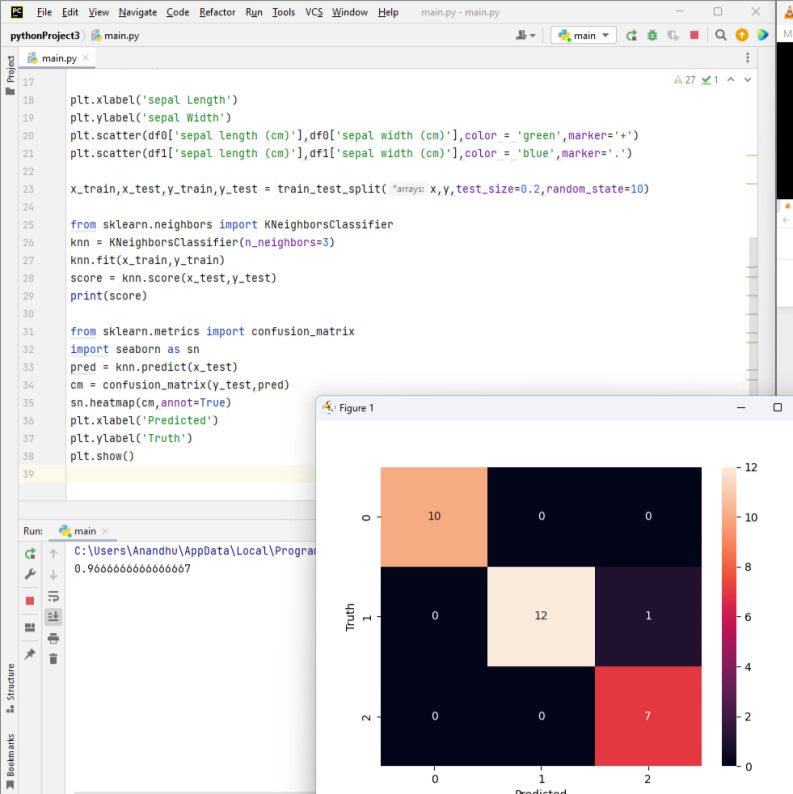 PC File Edit View Navigate Code Refactor Run Tools VCS Window Help main.py - main.py
pythonProject3 main.py main
Project
main.py
17
27 1
18 plt.xlabel('sepal Length')
19 plt.ylabel('sepal Width')
20 plt.scatter(df0['sepal length (cm)'],df0['sepal width (cm)'],color = 'green',marker='+')
21 plt.scatter(df1['sepal length (cm)'],df1['sepal width (cm)'],color = 'blue',marker='.')
22
23 x_train,x_test,y_train,y_test = train_test_split( *arrays: x,y,test_size=0.2,random_state=10)
24
25 from sklearn.neighbors import KNeighborsClassifier
26 knn = KNeighborsClassifier(n_neighbors=3)
27 knn.fit(x_train,y_train)
28 score = knn.score(x_test,y_test)
29 print(score)
30
31 from sklearn.metrics import confusion_matrix
32 import seaborn as sn
33 pred = knn.predict(x_test)
34 cm = confusion_matrix(y_test,pred)
35 sn.heatmap(cm,annot=True)
36 plt.xlabel('Predicted')
37 plt.ylabel('Truth')
38 plt.show()
39
Run: main
C:\Users\Anandhu\AppData\Local\Program
0.9666666666666667
Structure
Bookmarks
Figure 1
0 10 0 0
1 0 12 1
2 0 0 7
Truth
0 1 2
Predicted
12
10
8
6
4
2
0